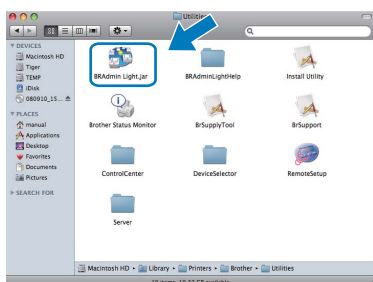 Utilities
DEVICES
Macintosh HD
Tiger
TEMP
iDisk
080910_15...
PLACES
manual
Applications
Desktop
Favorites
Documents
Pictures
SEARCH FOR
BRAdmin Light.jar
BRAdminLightHelp
Install Utility
Brother Status Monitor
BrSupplyTool
BrSupport
ControlCenter
DeviceSelector
RemoteSetup
Server
Macintosh HD ▸ Library ▸ Printers ▸ Brother ▸ Utilities